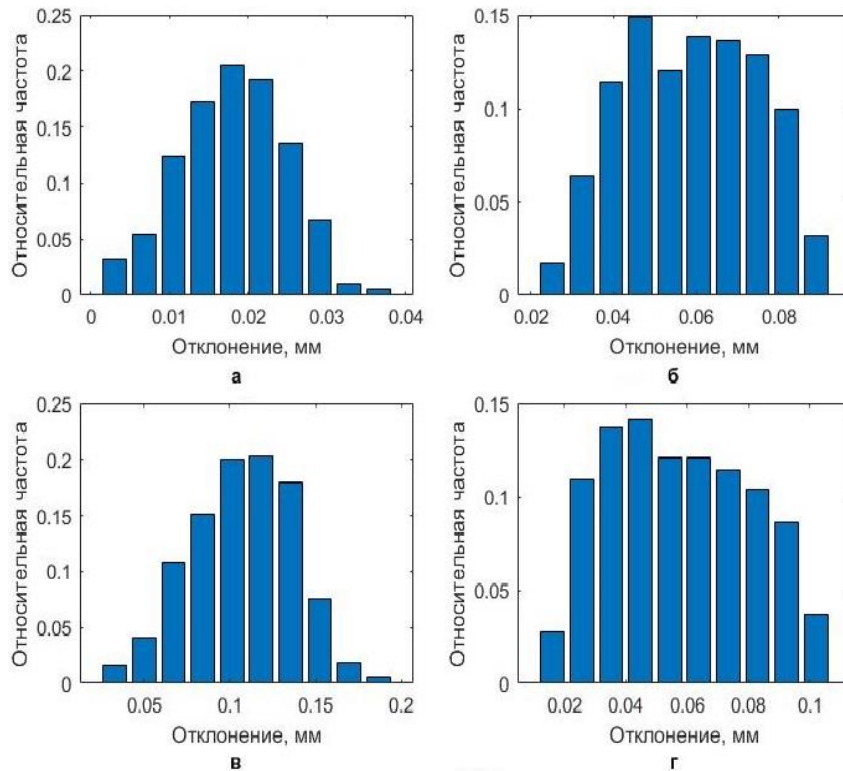 Относительная частота
0.25
0.2
0.15
0.1
0.05
0
0 0.01 0.02 0.03 0.04
Отклонение, мм
а
Относительная частота
0.15
0.1
0.05
0
0.02 0.04 0.06 0.08
Отклонение, мм
б
Относительная частота
0.25
0.2
0.15
0.1
0.05
0
0.05 0.1 0.15 0.2
Отклонение, мм
в
Относительная частота
0.15
0.1
0.05
0
0.02 0.04 0.06 0.08 0.1
Отклонение, мм
г